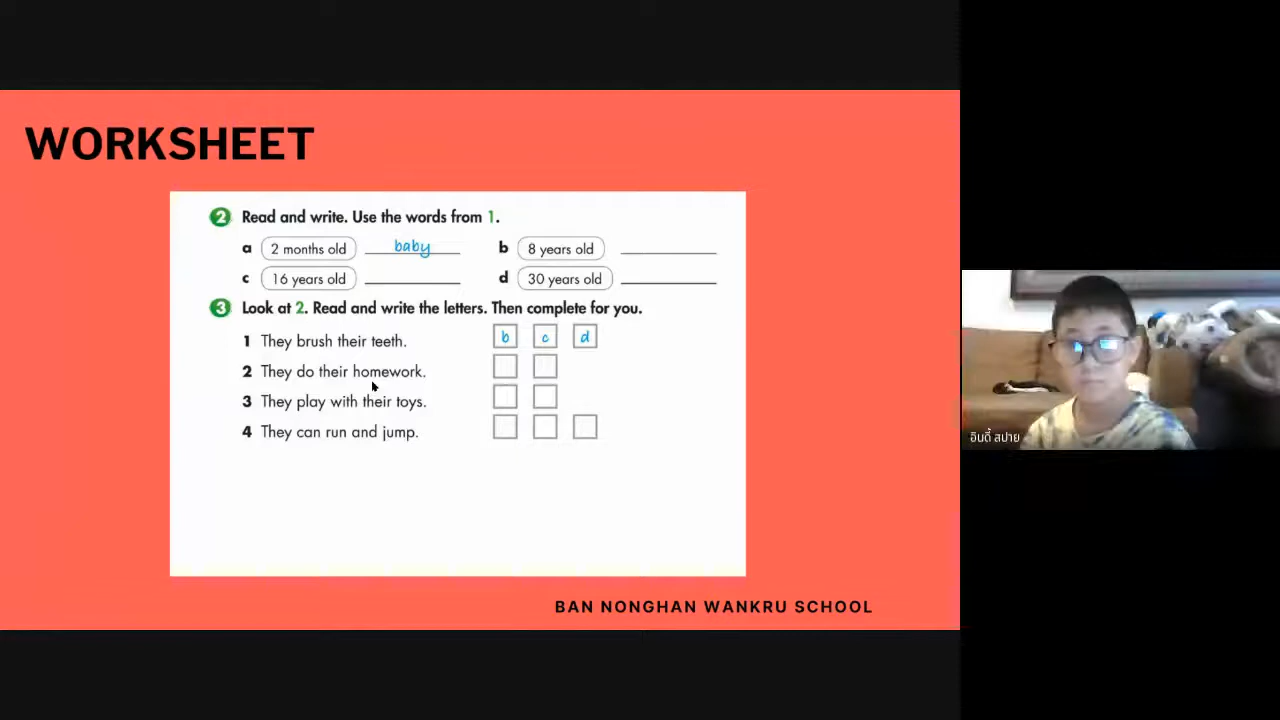 WORKSHEET
2 Read and write. Use the words from 1.
a 2 months old baby b 8 years old
c 16 years old d 30 years old
3 Look at 2. Read and write the letters. Then complete for you.
1 They brush their teeth. b c d
2 They do their homework.
3 They play with their toys.
4 They can run and jump.
BAN NONGHAN WANKRU SCHOOL
อินดี้ สปาย